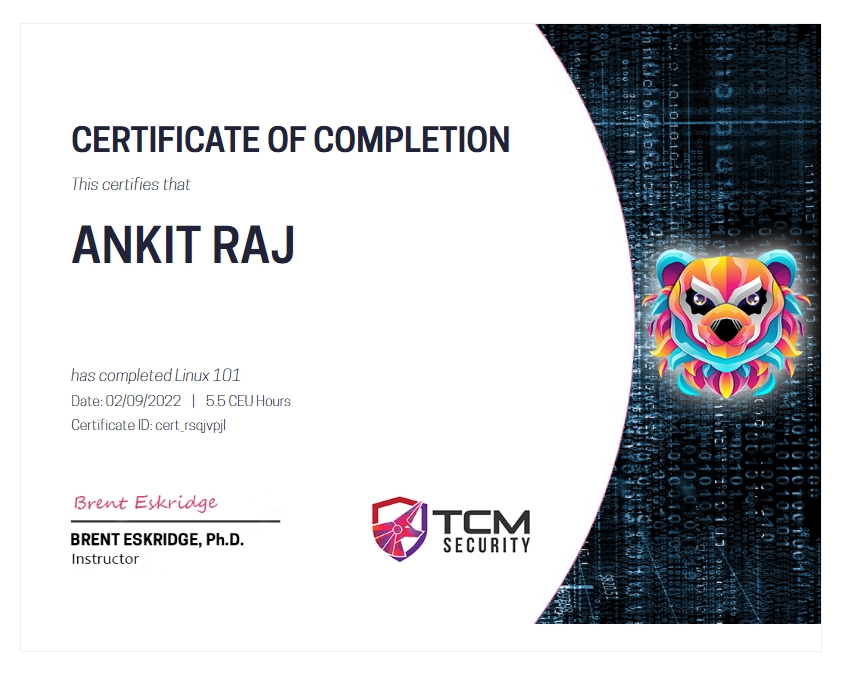 CERTIFICATE OF COMPLETION
This certifies that
ANKIT RAJ
has completed Linux 101
Date: 02/09/2022 | 5.5 CEU Hours
Certificate ID: cert_rsqjvpjl
Brent Eskridge
BRENT ESKRIDGE, Ph.D.
Instructor
TCM
SECURITY